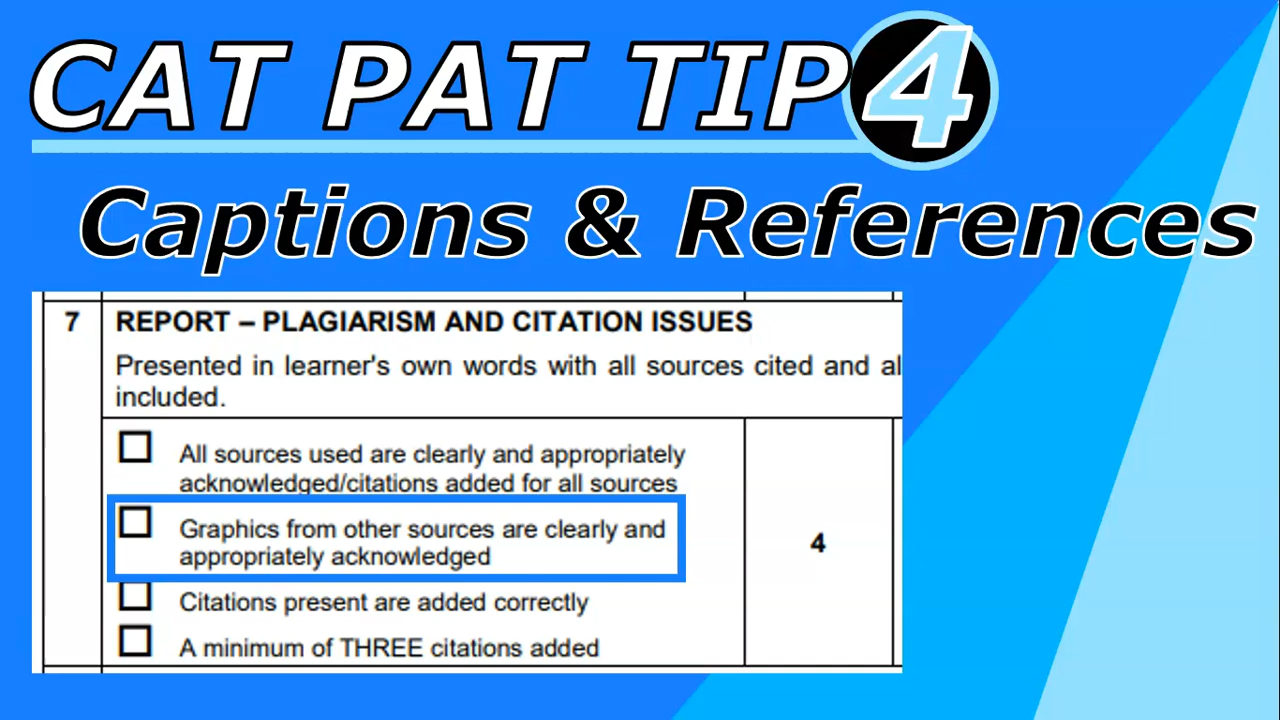 CAT PAT TIP 4
Captions & References
7 REPORT – PLAGIARISM AND CITATION ISSUES
Presented in learner's own words with all sources cited and al
included.
All sources used are clearly and appropriately
acknowledged/citations added for all sources
Graphics from other sources are clearly and
appropriately acknowledged
4
Citations present are added correctly
A minimum of THREE citations added